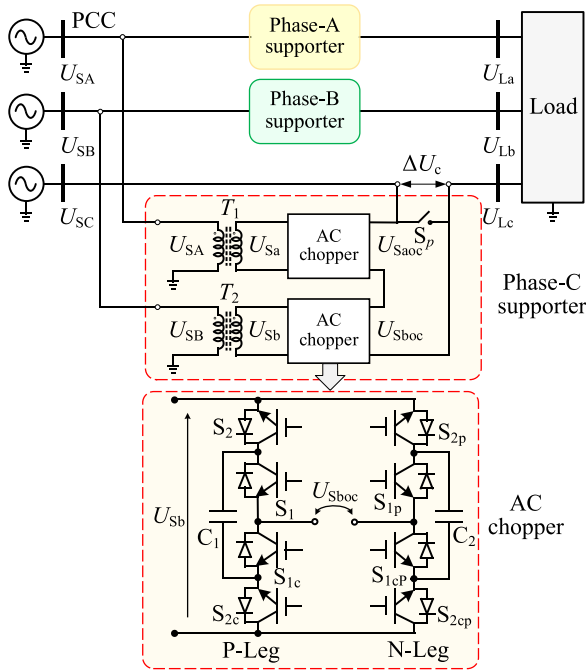 PCC
Phase-A
supporter
U_SA
U_La
Phase-B
supporter
Load
U_SB
U_Lb
ΔU_c
U_SC
U_Lc
T_1
S_p
U_SA
U_Sa
AC
chopper
U_Saoc
Phase-C
supporter
T_2
U_SB
U_Sb
AC
chopper
U_Sboc
S_2
S_2p
S_1
U_Sboc
S_1p
U_Sb
C_1
C_2
AC
chopper
S_1c
S_1cP
S_2c
S_2cp
P-Leg
N-Leg